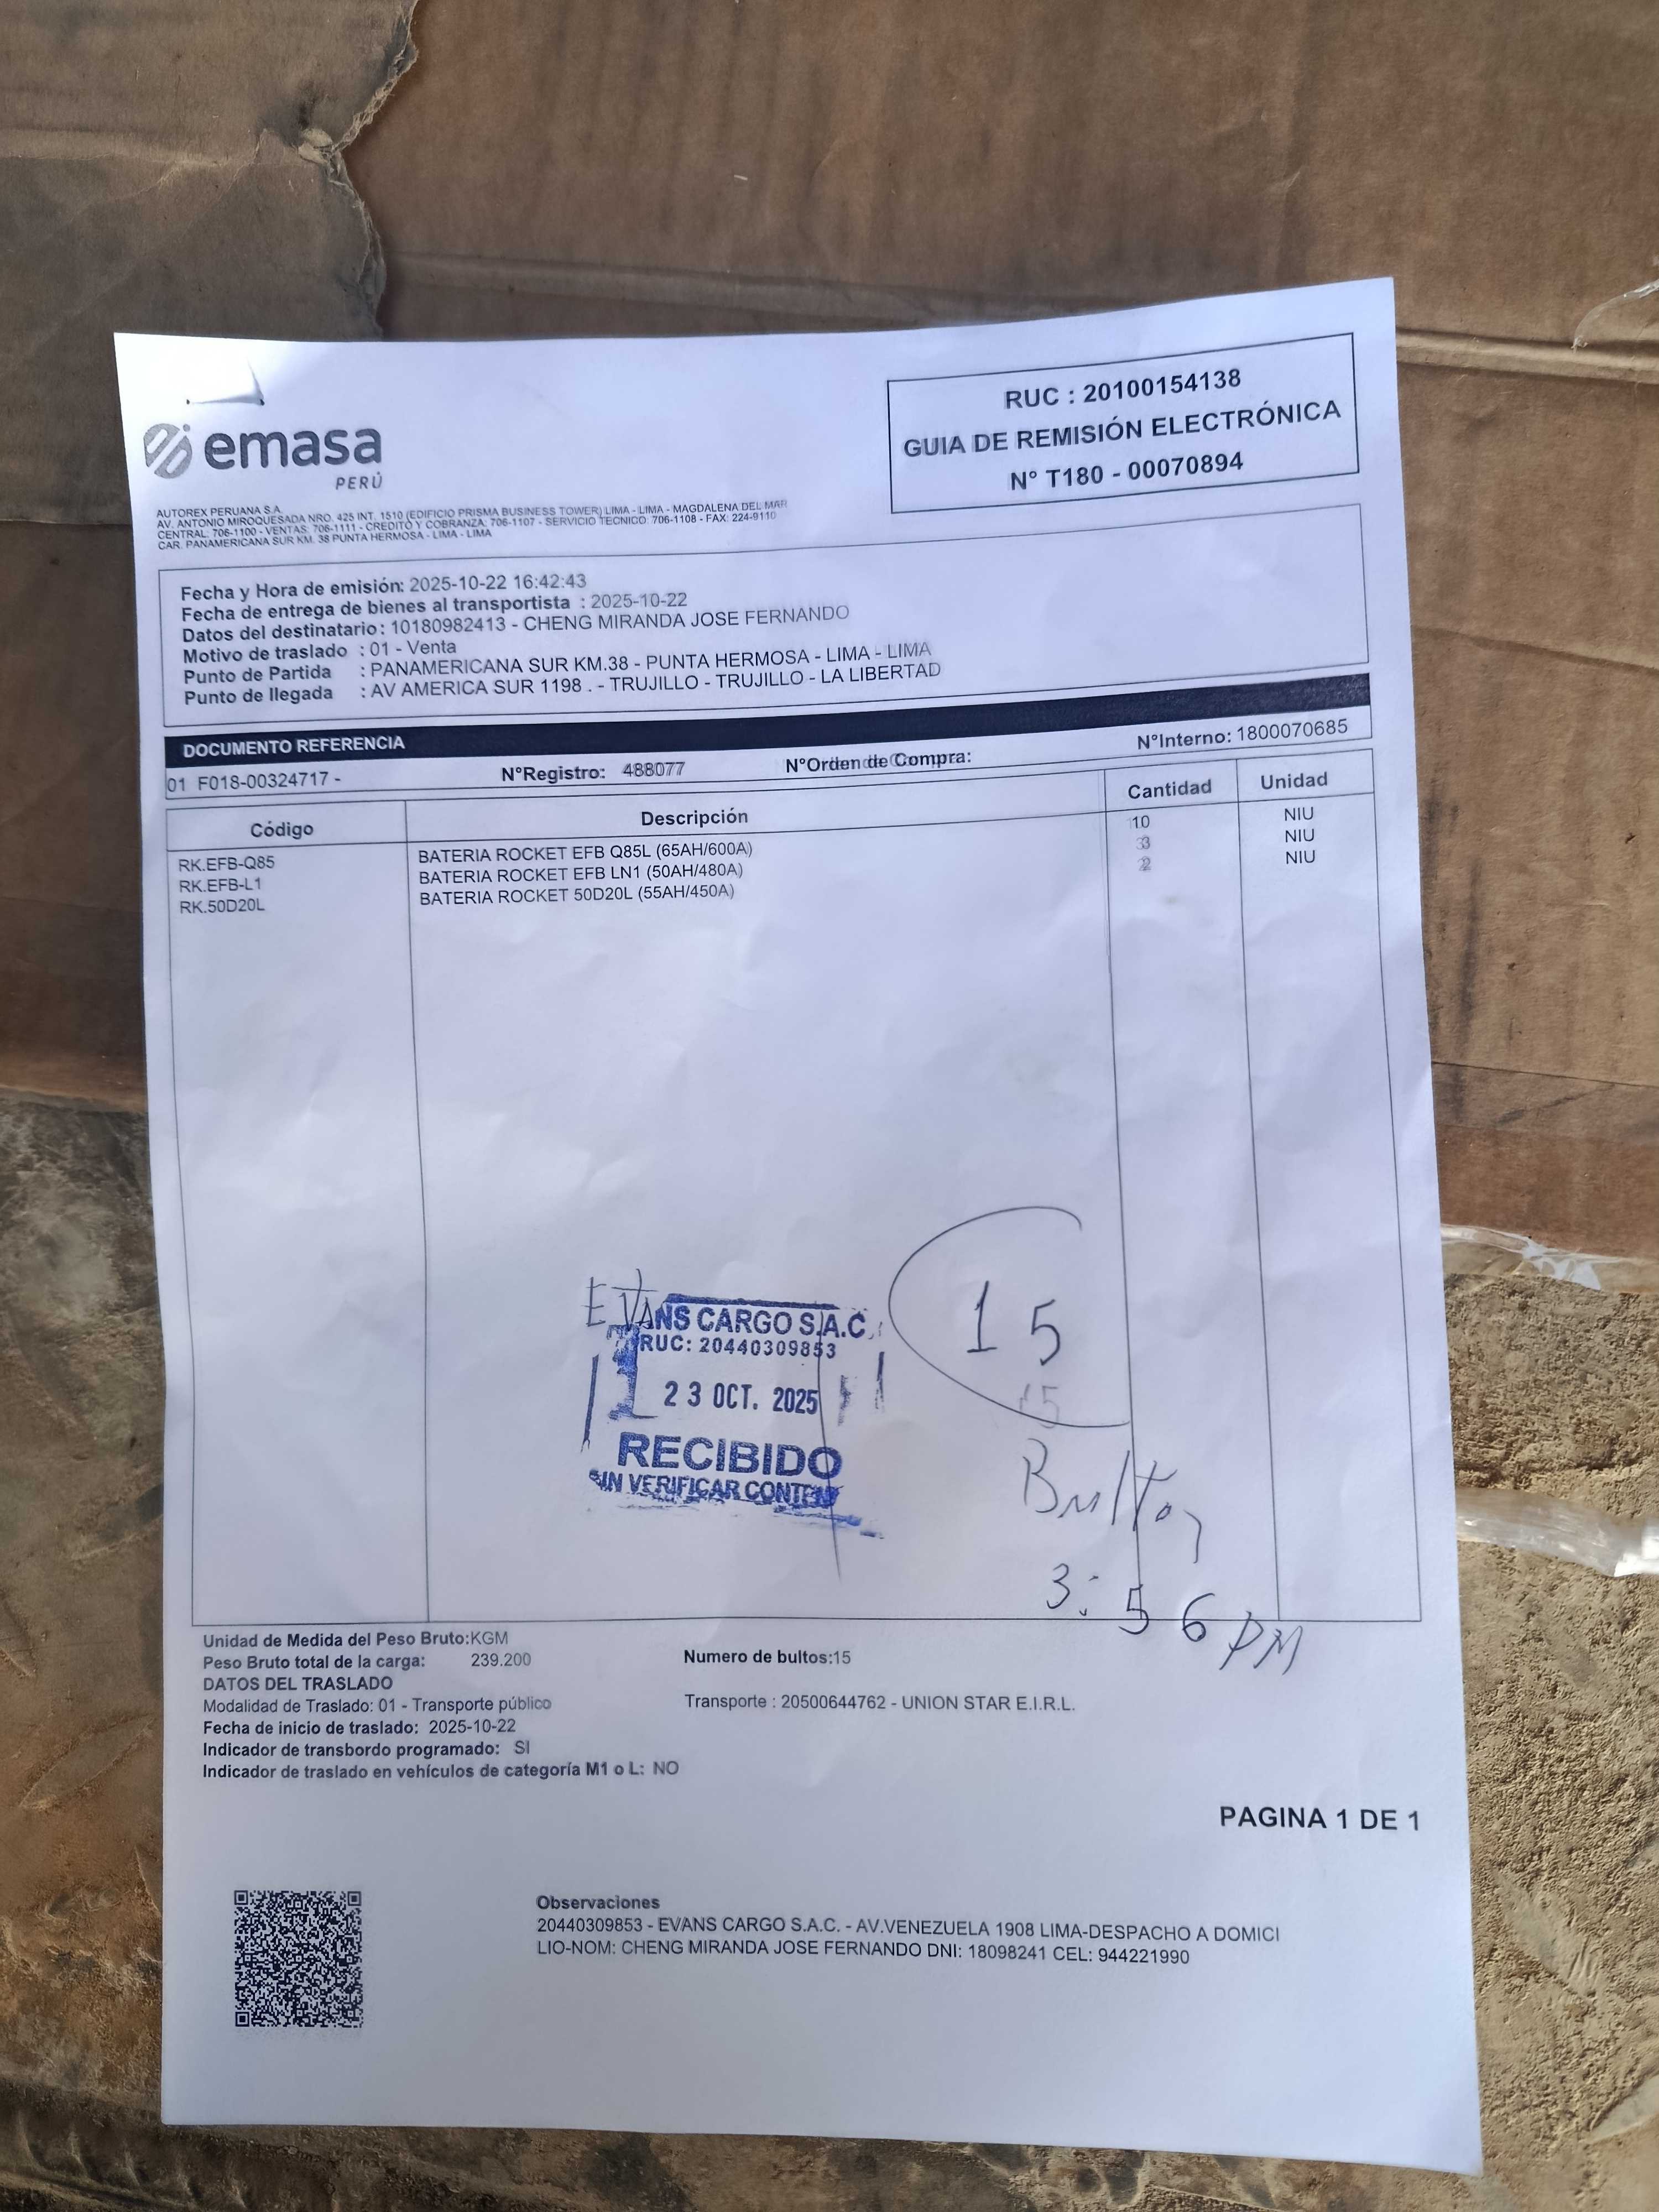 emasa
PERÚ
RUC : 20100154138
GUIA DE REMISIÓN ELECTRÓNICA
N° T180 - 00070894
AUTOREX PERUANA S.A.
AV. ANTONIO MIROQUESADA NRO. 425 INT. 1510 (EDIFICIO PRISMA BUSINESS TOWER) LIMA - LIMA - MAGDALENA DEL MAR
CENTRAL: 706-1100 - VENTAS: 706-1111 - CREDITO Y COBRANZA: 706-1107 - SERVICIO TECNICO: 706-1108 - FAX: 224-9110
CAR. PANAMERICANA SUR KM. 38 PUNTA HERMOSA - LIMA - LIMA
Fecha y Hora de emisión: 2025-10-22 16:42:43
Fecha de entrega de bienes al transportista : 2025-10-22
Datos del destinatario : 10180982413 - CHENG MIRANDA JOSE FERNANDO
Motivo de traslado : 01 - Venta
Punto de Partida : PANAMERICANA SUR KM.38 - PUNTA HERMOSA - LIMA - LIMA
Punto de llegada : AV AMERICA SUR 1198 . - TRUJILLO - TRUJILLO - LA LIBERTAD
DOCUMENTO REFERENCIA
01 F018-00324717 - N°Registro: 488077 N°Orden de Compra: N°Interno: 1800070685
Código Descripción Cantidad Unidad
RK.EFB-Q85 BATERIA ROCKET EFB Q85L (65AH/600A) 10 NIU
RK.EFB-L1 BATERIA ROCKET EFB LN1 (50AH/480A) 3 NIU
RK.50D20L BATERIA ROCKET 50D20L (55AH/450A) 2 NIU
EVANS CARGO S.A.C.
RUC: 20440309853
23 OCT. 2025
RECIBIDO
SIN VERIFICAR
15
15
Bultos
3:56 PM
Unidad de Medida del Peso Bruto:KGM
Peso Bruto total de la carga: 239.200 Numero de bultos:15
DATOS DEL TRASLADO
Modalidad de Traslado: 01 - Transporte público Transporte : 20500644762 - UNION STAR E.I.R.L.
Fecha de inicio de traslado: 2025-10-22
Indicador de transbordo programado: SI
Indicador de traslado en vehículos de categoría M1 o L: NO
PAGINA 1 DE 1
Observaciones
20440309853 - EVANS CARGO S.A.C. - AV.VENEZUELA 1908 LIMA-DESPACHO A DOMICI
LIO-NOM: CHENG MIRANDA JOSE FERNANDO DNI: 18098241 CEL: 944221990